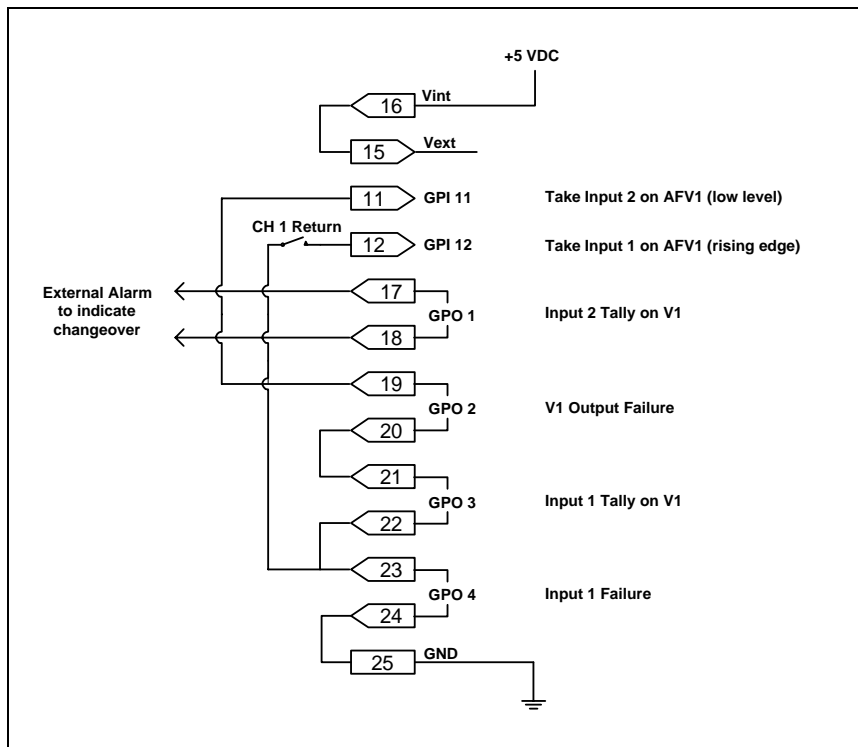 +5 VDC
16 Vint
15 Vext
11 GPI 11 Take Input 2 on AFV1 (low level)
CH 1 Return
12 GPI 12 Take Input 1 on AFV1 (rising edge)
External Alarm
to indicate
changeover
17
GPO 1 Input 2 Tally on V1
18
19
GPO 2 V1 Output Failure
20
21
GPO 3 Input 1 Tally on V1
22
23
GPO 4 Input 1 Failure
24
25 GND